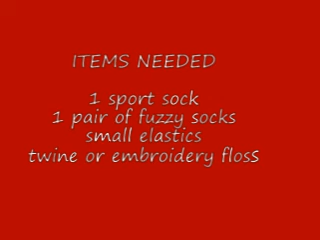 ITEMS NEEDED
1 sport sock
1 pair of fuzzy socks
small elastics
twine or embroidery floss